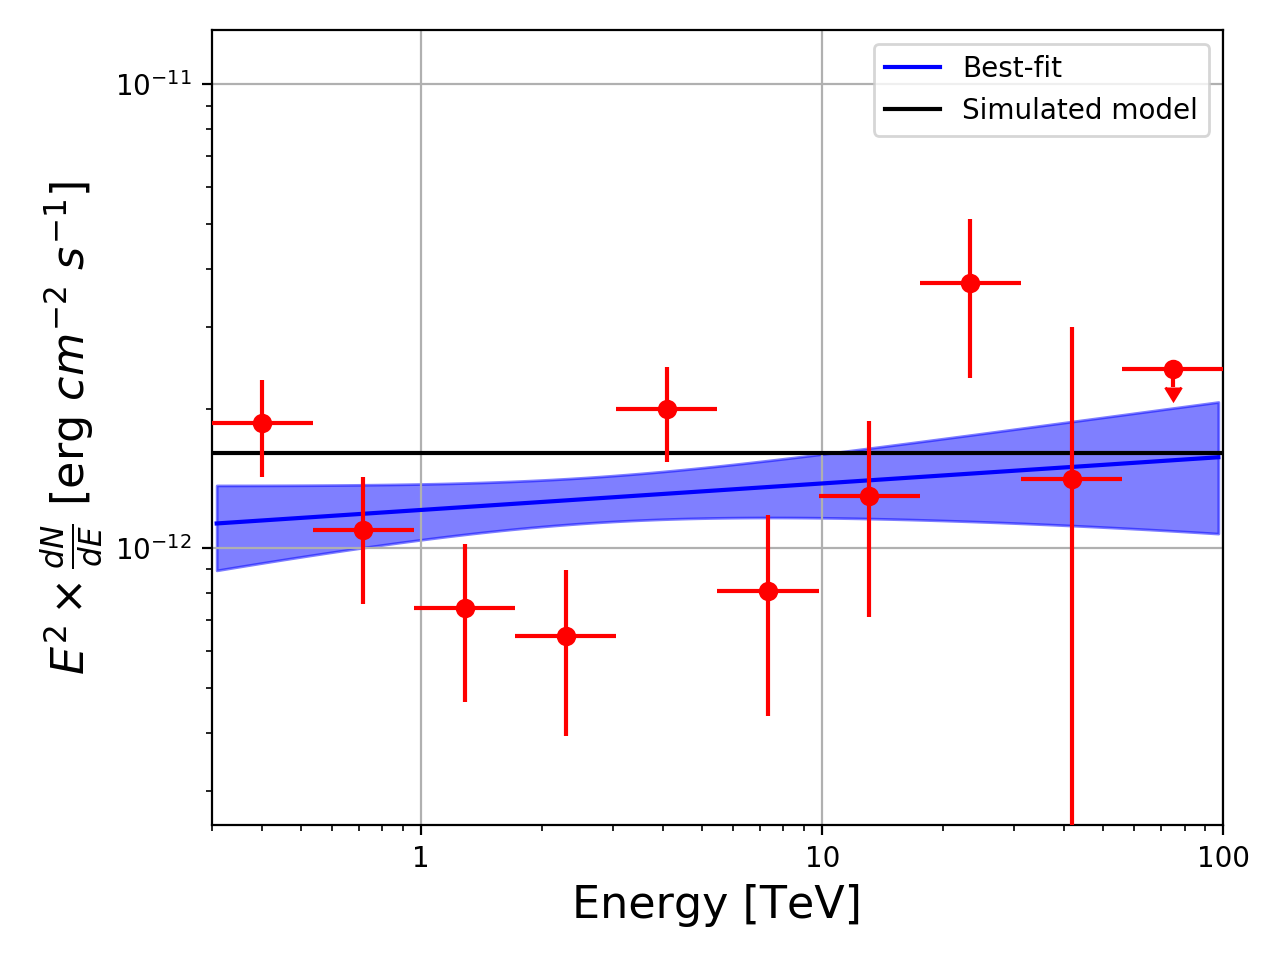 Best-fit
Simulated model
10⁻¹¹
10⁻¹²
E² × dN/dE [erg cm⁻² s⁻¹]
1
10
100
Energy [TeV]